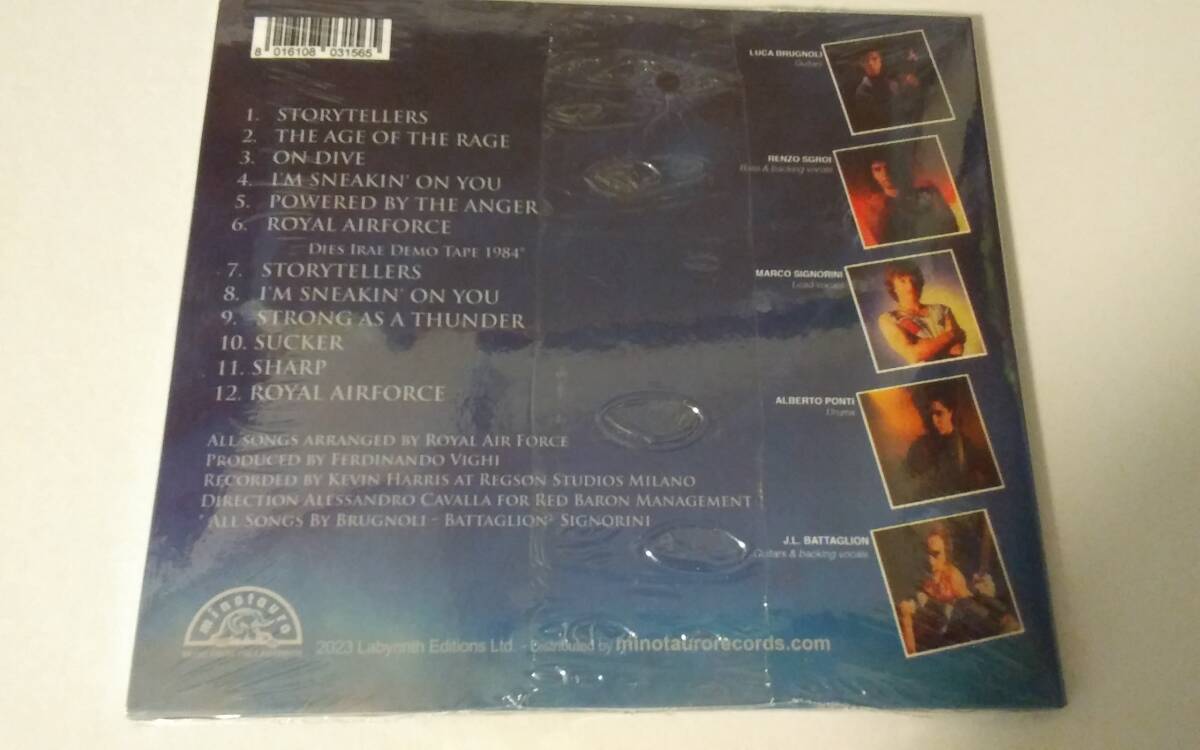 8 016108 031565
1. STORYTELLERS
2. THE AGE OF THE RAGE
3. ON DIVE
4. I'M SNEAKIN' ON YOU
5. POWERED BY THE ANGER
6. ROYAL AIRFORCE
DIES IRAE DEMO TAPE 1984*
7. STORYTELLERS
8. I'M SNEAKIN' ON YOU
9. STRONG AS A THUNDER
10. SUCKER
11. SHARP
12. ROYAL AIRFORCE
ALL SONGS ARRANGED BY ROYAL AIR FORCE
PRODUCED BY FERDINANDO VIGHI
RECORDED BY KEVIN HARRIS AT REGSON STUDIOS MILANO
DIRECTION ALESSANDRO CAVALLA FOR RED BARON MANAGEMENT
* ALL SONGS BY BRUGNOLI - BATTAGLION - SIGNORINI
LUCA BRUGNOLI
Guitars
RENZO SGROI
Bass & backing vocals
MARCO SIGNORINI
Lead vocals
ALBERTO PONTI
Drums
J.L. BATTAGLION
Guitars & backing vocals
minotauro
2023 Labyrinth Editions Ltd. - Distributed by minotaurorecords.com